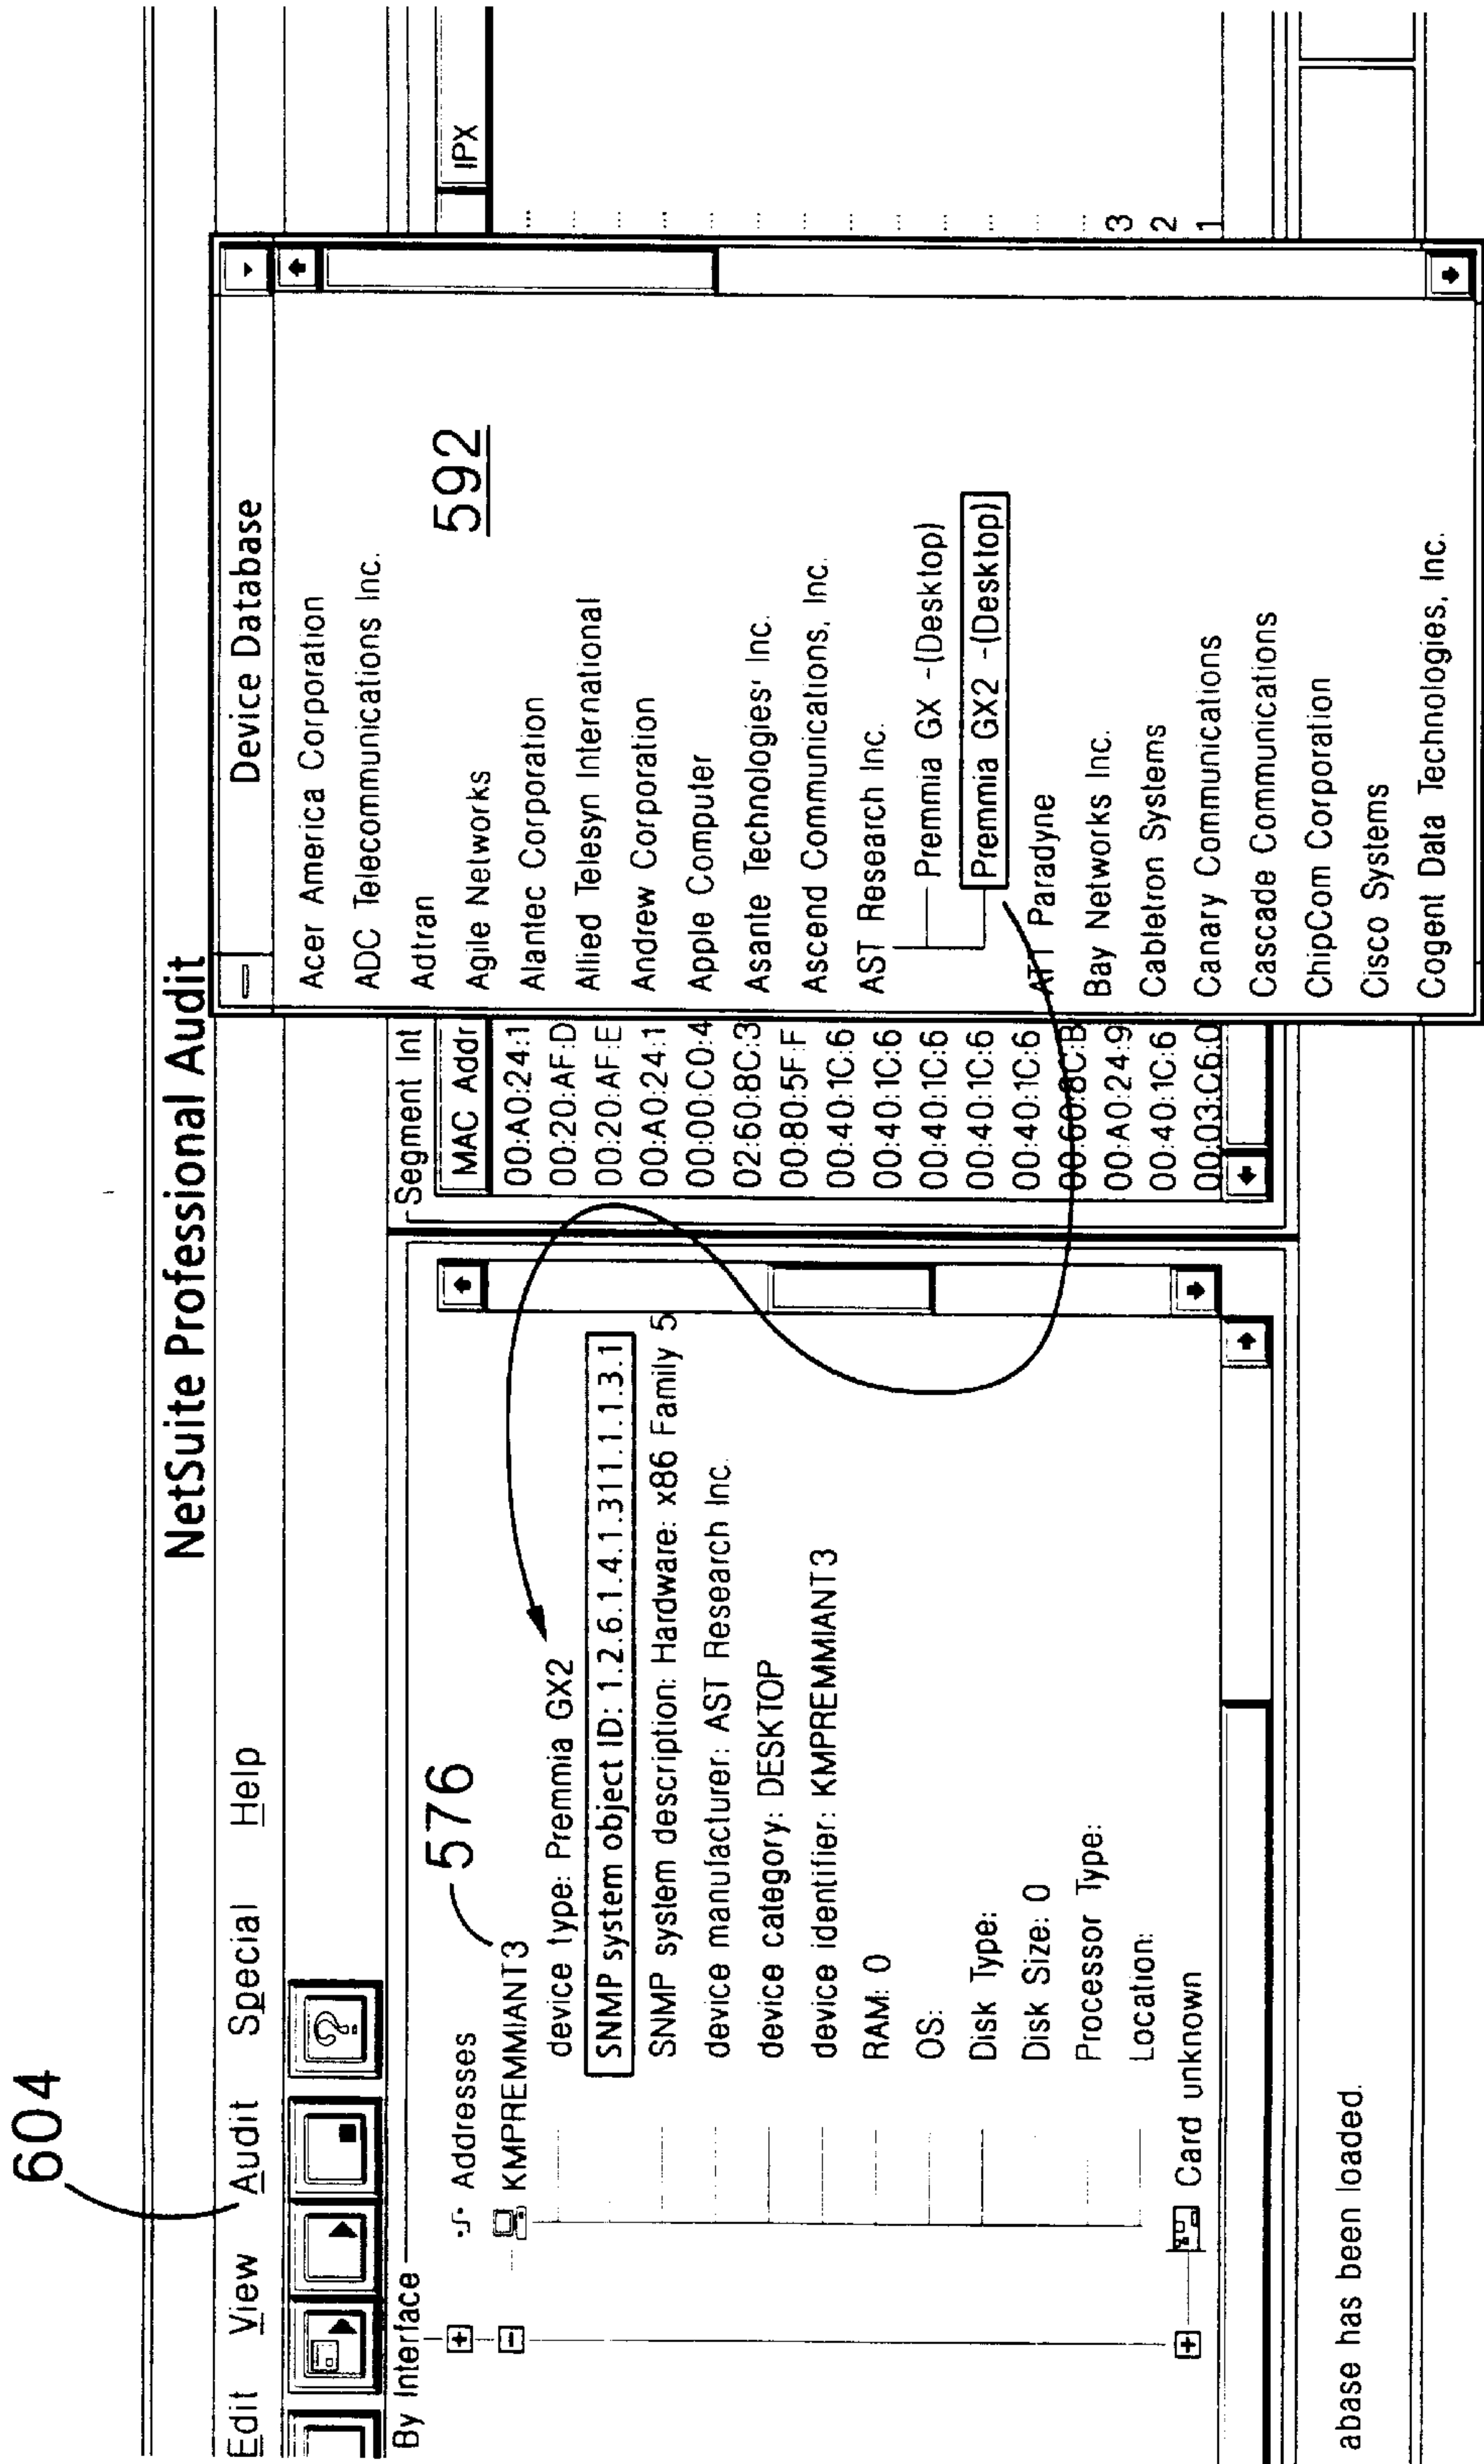 604
NetSuite Professional Audit
Edit View Audit Special Help
By Interface
Addresses
KMPREMMIANT3
576
device type: Premmia GX2
SNMP system object ID: 1.2.6.1.4.1.311.1.1.3.1
SNMP system description: Hardware: x86 Family 5
device manufacturer: AST Research Inc.
device category: DESKTOP
device identifier: KMPREMMIANT3
RAM: 0
OS:
Disk Type:
Disk Size: 0
Processor Type:
Location:
Card unknown
abase has been loaded.
Segment Int
MAC Addr
00:A0:24:1
00:20:AF:D
00:20:AF:E
00:A0:24:1
00:00:C0:4
02:60:8C:3
00:80:5F:F
00:40:1C:6
00:40:1C:6
00:40:1C:6
00:40:1C:6
00:40:1C:6
00:60:8C:B
00:A0:24:9
00:40:1C:6
00:03:C6:0
Device Database
592
Acer America Corporation
ADC Telecommunications Inc.
Adtran
Agile Networks
Alantec Corporation
Allied Telesyn International
Andrew Corporation
Apple Computer
Asante Technologies' Inc.
Ascend Communications, Inc.
AST Research Inc.
Premmia GX -(Desktop)
Premmia GX2 -(Desktop)
ATT Paradyne
Bay Networks Inc.
Cabletron Systems
Canary Communications
Cascade Communications
ChipCom Corporation
Cisco Systems
Cogent Data Technologies, Inc.
IPX
3
2
1